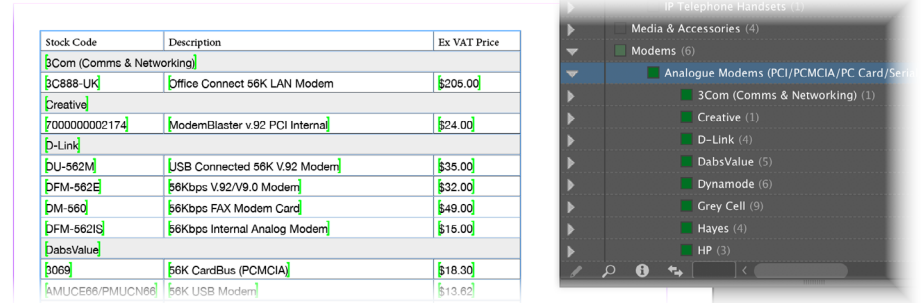 Stock Code Description Ex VAT Price
3Com (Comms & Networking)
3C888-UK Office Connect 56K LAN Modem $205.00
Creative
7000000002174 ModemBlaster v.92 PCI Internal $24.00
D-Link
DU-562M USB Connected 56K V.92 Modem $35.00
DFM-562E 56Kbps V.92/V9.0 Modem $32.00
DM-560 56Kbps FAX Modem Card $49.00
DFM-562IS 56Kbps Internal Analog Modem $15.00
DabsValue
3069 56K CardBus (PCMCIA) $18.30
AMUCE66/PMUCN66 56K USB Modem $13.62
IP Telephone Handsets (1)
Media & Accessories (4)
Modems (6)
Analogue Modems (PCI/PCMCIA/PC Card/Seria
3Com (Comms & Networking) (1)
Creative (1)
D-Link (4)
DabsValue (5)
Dynamode (6)
Grey Cell (9)
Hayes (4)
HP (3)